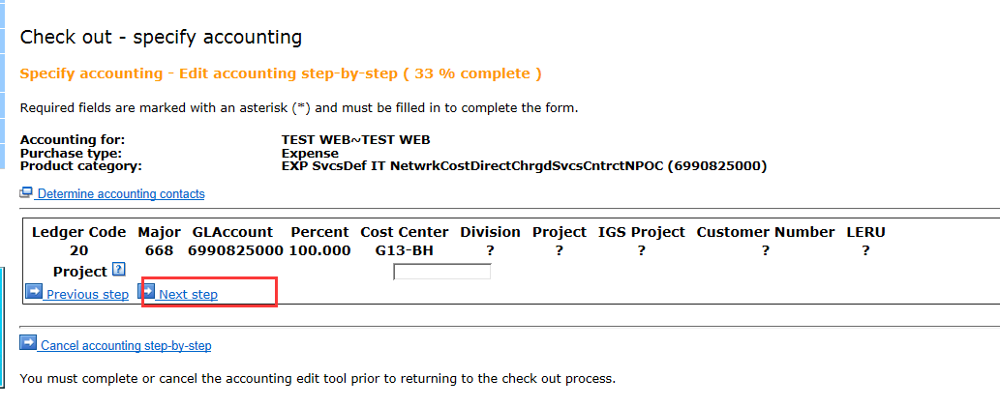 Check out - specify accounting
Specify accounting - Edit accounting step-by-step ( 33 % complete )
Required fields are marked with an asterisk (*) and must be filled in to complete the form.
Accounting for: TEST WEB~TEST WEB
Purchase type: Expense
Product category: EXP SvcsDef IT NetwrkCostDirectChrgdSvcsCntrctNPOC (6990825000)
Determine accounting contacts
Ledger Code Major GLAccount Percent Cost Center Division Project IGS Project Customer Number LERU
20 668 6990825000 100.000 G13-BH ? ? ? ? ?
Project ?
Previous step Next step
Cancel accounting step-by-step
You must complete or cancel the accounting edit tool prior to returning to the check out process.